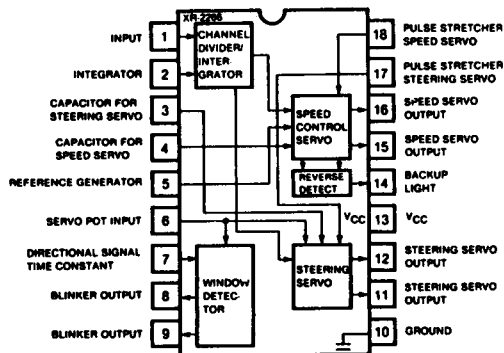 XR-2266
INPUT
1
INTEGRATOR
2
CAPACITOR FOR
STEERING SERVO
3
CAPACITOR FOR
SPEED SERVO
4
REFERENCE GENERATOR
5
SERVO POT INPUT
6
DIRECTIONAL SIGNAL
TIME CONSTANT
7
BLINKER OUTPUT
8
BLINKER OUTPUT
9
CHANNEL
DIVIDER/
INTER-
GRATOR
SPEED
CONTROL
SERVO
REVERSE
DETECT
VCC
STEERING
SERVO
WINDOW
DETEC-
TOR
18
PULSE STRETCHER
SPEED SERVO
17
PULSE STRETCHER
STEERING SERVO
16
SPEED SERVO
OUTPUT
15
SPEED SERVO
OUTPUT
14
BACKUP
LIGHT
13
VCC
12
STEERING SERVO
OUTPUT
11
STEERING SERVO
OUTPUT
10
GROUND